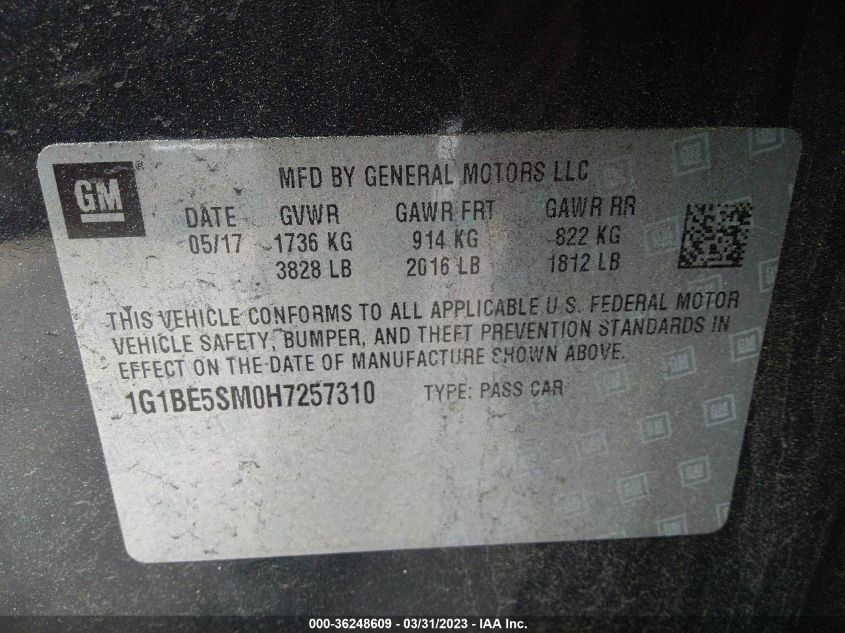 GM
MFD BY GENERAL MOTORS LLC
DATE GVWR GAWR FRT GAWR RR
05/17 1736 KG 914 KG 822 KG
3828 LB 2016 LB 1812 LB
THIS VEHICLE CONFORMS TO ALL APPLICABLE U.S. FEDERAL MOTOR
VEHICLE SAFETY, BUMPER, AND THEFT PREVENTION STANDARDS IN
EFFECT ON THE DATE OF MANUFACTURE SHOWN ABOVE.
1G1BE5SM0H7257310 TYPE: PASS CAR
000-36248609 - 03/31/2023 - IAA Inc.